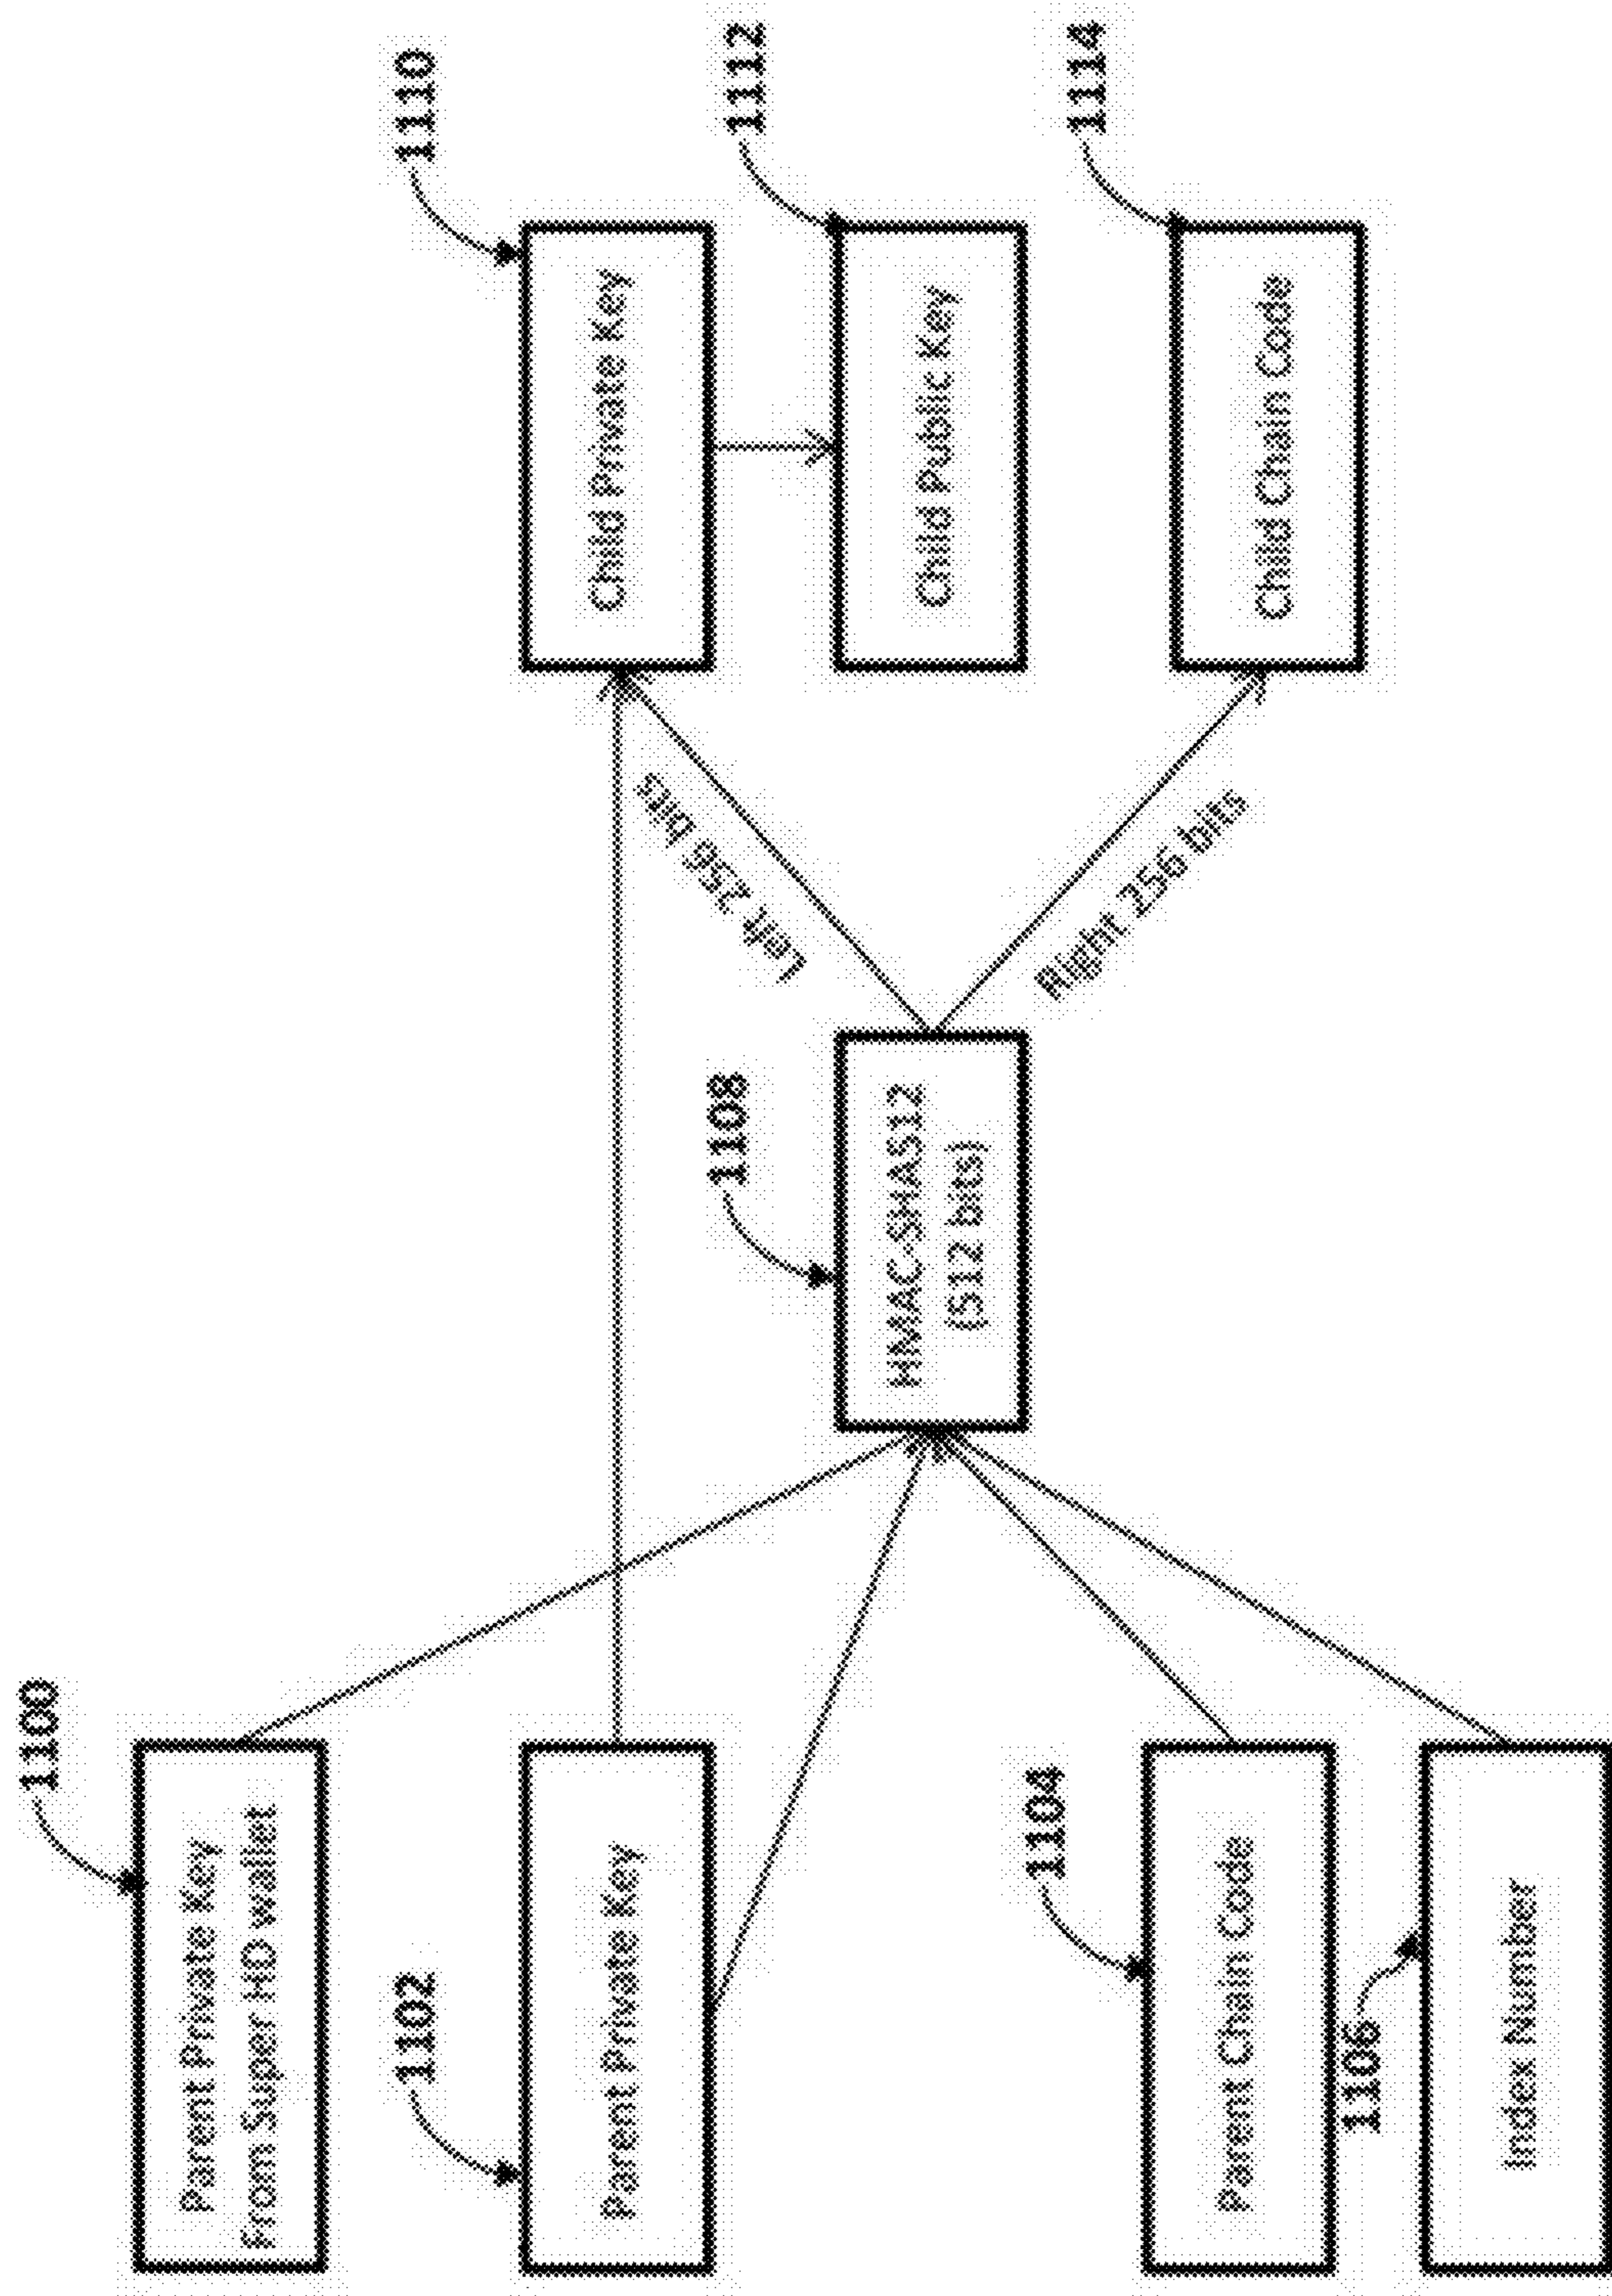 1100
Parent Private Key
From Super HD wallet
1102
Parent Private Key
1104
Parent Chain Code
1106
Index Number
1108
HMAC-SHA512
(512 bits)
Left 256 bits
Right 256 bits
1110
Child Private Key
1112
Child Public Key
1114
Child Chain Code